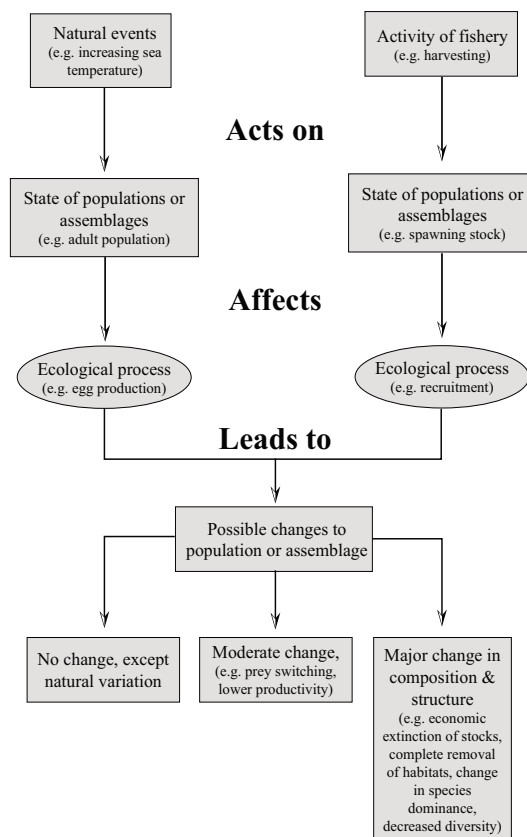 Natural events
(e.g. increasing sea
temperature)
Activity of fishery
(e.g. harvesting)
Acts on
State of populations or
assemblages
(e.g. adult population)
State of populations or
assemblages
(e.g. spawning stock)
Affects
Ecological process
(e.g. egg production)
Ecological process
(e.g. recruitment)
Leads to
Possible changes to
population or assemblage
No change, except
natural variation
Moderate change,
(e.g. prey switching,
lower productivity)
Major change in
composition &
structure
(e.g. economic
extinction of stocks,
complete removal
of habitats, change
in species
dominance,
decreased diversity)